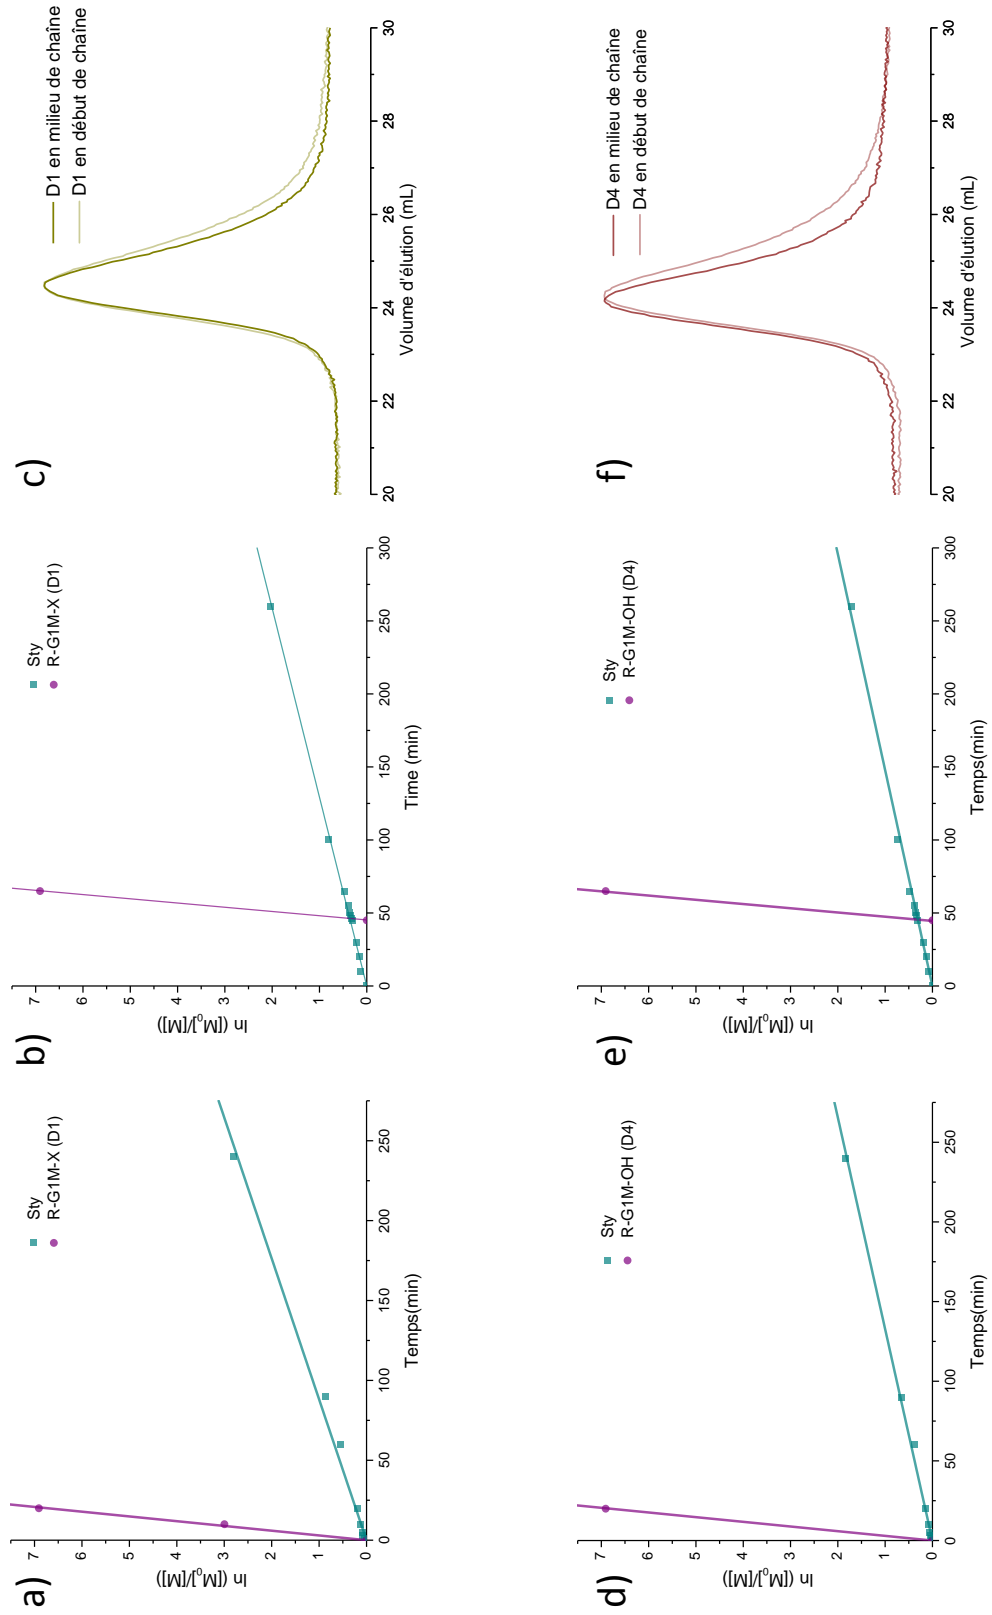 a)
ln ([M₀]/[M])
7
6
5
4
3
2
1
0
0
50
100
150
200
250
Temps(min)
Sty
R-G1M-X (D1)
b)
ln ([M₀]/[M])
7
6
5
4
3
2
1
0
0
50
100
150
200
250
300
Time (min)
Sty
R-G1M-X (D1)
c)
D1 en milieu de chaîne
D1 en début de chaîne
20
22
24
26
28
30
Volume d'élution (mL)
d)
ln ([M₀]/[M])
7
6
5
4
3
2
1
0
0
50
100
150
200
250
Temps(min)
Sty
R-G1M-OH (D4)
e)
ln ([M₀]/[M])
7
6
5
4
3
2
1
0
0
50
100
150
200
250
300
Temps(min)
Sty
R-G1M-OH (D4)
f)
D4 en milieu de chaîne
D4 en début de chaîne
20
22
24
26
28
30
Volume d'élution (mL)